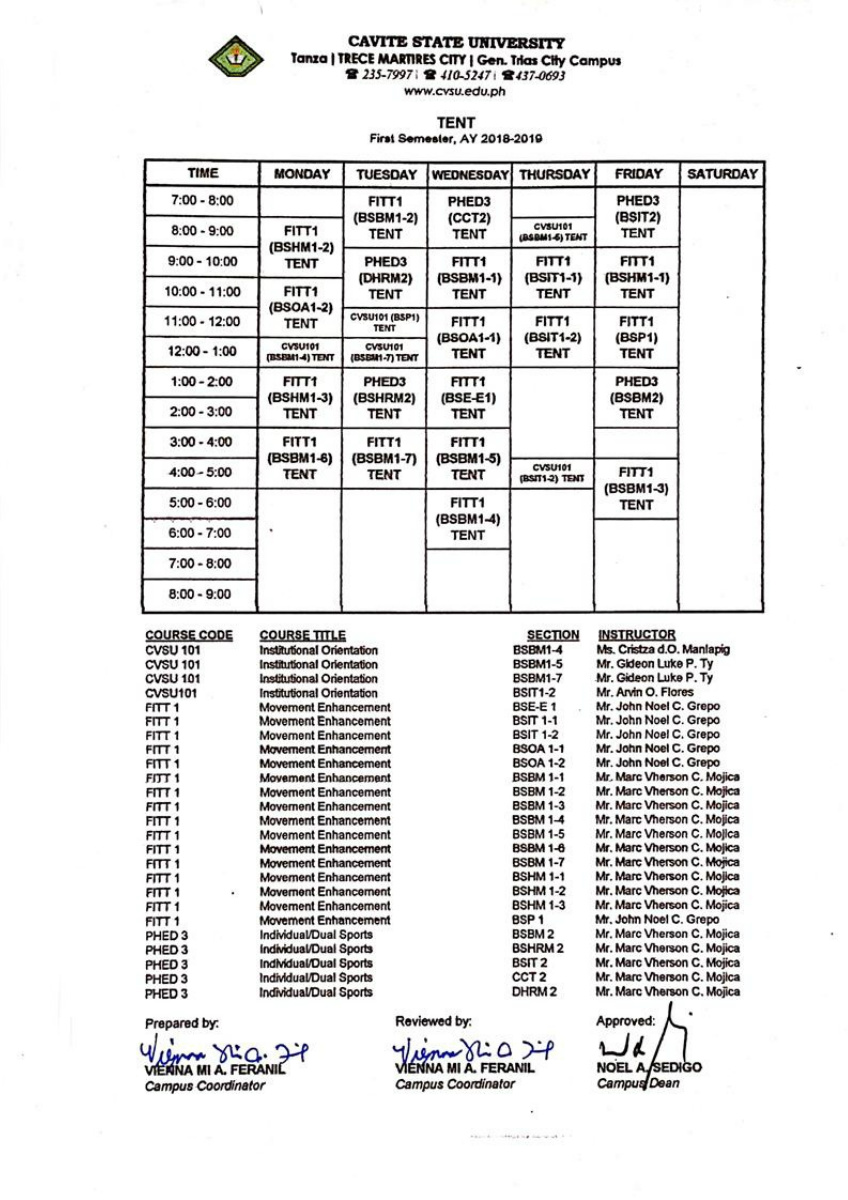 CAVITE STATE UNIVERSITY
Tanza | TRECE MARTIRES CITY | Gen. Trias City Campus
☎ 235-7997 | ☎ 410-5247 | ☎437-0693
www.cvsu.edu.ph
TENT
First Semester, AY 2018-2019
TIME MONDAY TUESDAY WEDNESDAY THURSDAY FRIDAY SATURDAY
7:00 - 8:00 FITT1 PHED3 PHED3
(BSBM1-2) (CCT2) (BSIT2)
8:00 - 9:00 FITT1 TENT TENT CVSU101 TENT
(BSHM1-2) (BSBM1-5) TENT
9:00 - 10:00 TENT PHED3 FITT1 FITT1 FITT1
(DHRM2) (BSBM1-1) (BSIT1-1) (BSHM1-1)
10:00 - 11:00 FITT1 TENT TENT TENT TENT
(BSOA1-2)
11:00 - 12:00 TENT CVSU101 (BSP1) FITT1 FITT1 FITT1
TENT (BSOA1-1) (BSIT1-2) (BSP1)
12:00 - 1:00 CVSU101 CVSU101 TENT TENT TENT
(BSBM1-4) TENT (BSBM1-7) TENT
1:00 - 2:00 FITT1 PHED3 FITT1 PHED3
(BSHM1-3) (BSHRM2) (BSE-E1) (BSBM2)
2:00 - 3:00 TENT TENT TENT TENT
3:00 - 4:00 FITT1 FITT1 FITT1
(BSBM1-6) (BSBM1-7) (BSBM1-5)
4:00 - 5:00 TENT TENT TENT CVSU101 FITT1
(BSIT1-2) TENT (BSBM1-3)
5:00 - 6:00 FITT1 TENT
(BSBM1-4)
6:00 - 7:00 TENT
7:00 - 8:00
8:00 - 9:00
COURSE CODE COURSE TITLE SECTION INSTRUCTOR
CVSU 101 Institutional Orientation BSBM1-4 Ms. Cristza d.O. Manlapig
CVSU 101 Institutional Orientation BSBM1-5 Mr. Gideon Luke P. Ty
CVSU 101 Institutional Orientation BSBM1-7 Mr. Gideon Luke P. Ty
CVSU101 Institutional Orientation BSIT1-2 Mr. Arvin O. Flores
FITT 1 Movement Enhancement BSE-E 1 Mr. John Noel C. Grepo
FITT 1 Movement Enhancement BSIT 1-1 Mr. John Noel C. Grepo
FITT 1 Movement Enhancement BSIT 1-2 Mr. John Noel C. Grepo
FITT 1 Movement Enhancement BSOA 1-1 Mr. John Noel C. Grepo
FITT 1 Movement Enhancement BSOA 1-2 Mr. John Noel C. Grepo
FITT 1 Movement Enhancement BSBM 1-1 Mr. Marc Vherson C. Mojica
FITT 1 Movement Enhancement BSBM 1-2 Mr. Marc Vherson C. Mojica
FITT 1 Movement Enhancement BSBM 1-3 Mr. Marc Vherson C. Mojica
FITT 1 Movement Enhancement BSBM 1-4 Mr. Marc Vherson C. Mojica
FITT 1 Movement Enhancement BSBM 1-5 Mr. Marc Vherson C. Mojica
FITT 1 Movement Enhancement BSBM 1-6 Mr. Marc Vherson C. Mojica
FITT 1 Movement Enhancement BSBM 1-7 Mr. Marc Vherson C. Mojica
FITT 1 Movement Enhancement BSHM 1-1 Mr. Marc Vherson C. Mojica
FITT 1 Movement Enhancement BSHM 1-2 Mr. Marc Vherson C. Mojica
FITT 1 Movement Enhancement BSHM 1-3 Mr. Marc Vherson C. Mojica
FITT 1 Movement Enhancement BSP 1 Mr. John Noel C. Grepo
PHED 3 Individual/Dual Sports BSBM 2 Mr. Marc Vherson C. Mojica
PHED 3 Individual/Dual Sports BSHRM 2 Mr. Marc Vherson C. Mojica
PHED 3 Individual/Dual Sports BSIT 2 Mr. Marc Vherson C. Mojica
PHED 3 Individual/Dual Sports CCT 2 Mr. Marc Vherson C. Mojica
PHED 3 Individual/Dual Sports DHRM 2 Mr. Marc Vherson C. Mojica
Prepared by: Reviewed by: Approved:
VIENNA MI A. FERANIL VIENNA MI A. FERANIL NOEL A. SEDIGO
Campus Coordinator Campus Coordinator Campus Dean